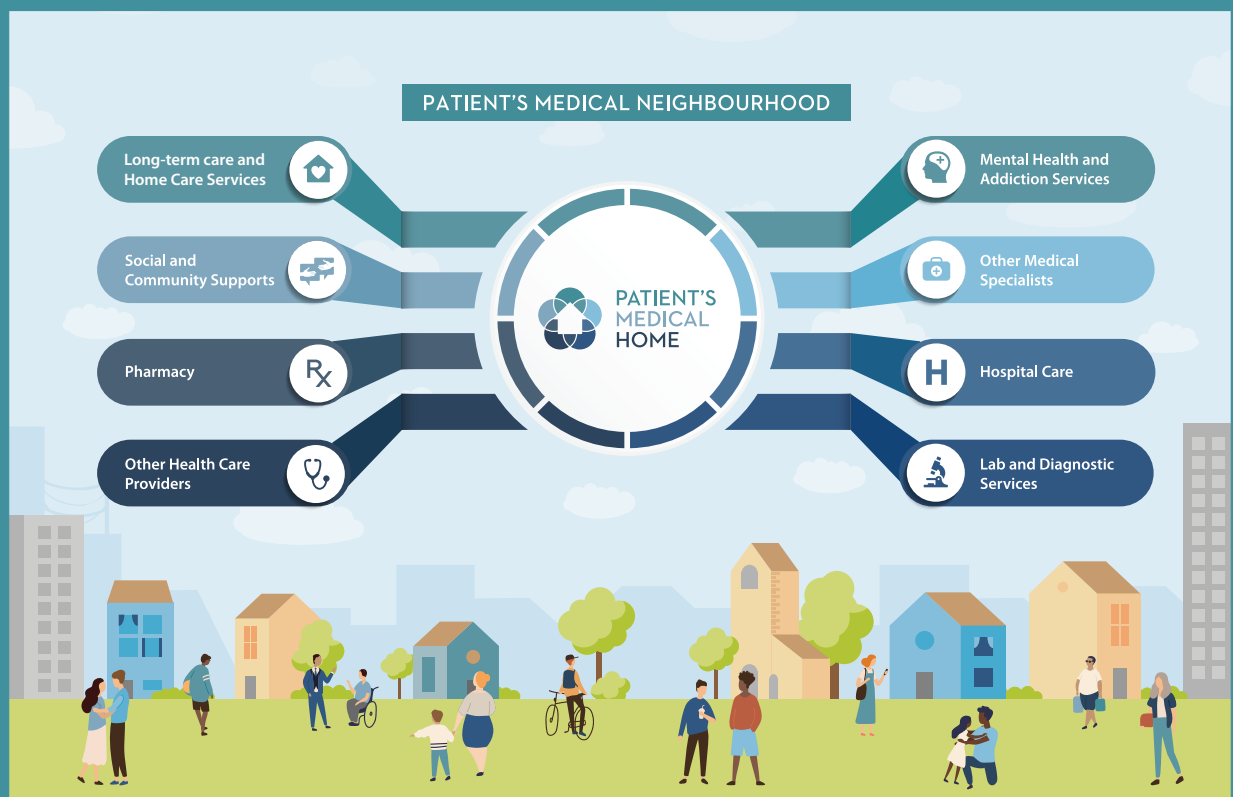 PATIENT'S MEDICAL NEIGHBOURHOOD
Long-term care and
Home Care Services
Social and
Community Supports
Pharmacy
Rx
Other Health Care
Providers
PATIENT'S
MEDICAL
HOME
Mental Health and
Addiction Services
Other Medical
Specialists
H
Hospital Care
Lab and Diagnostic
Services